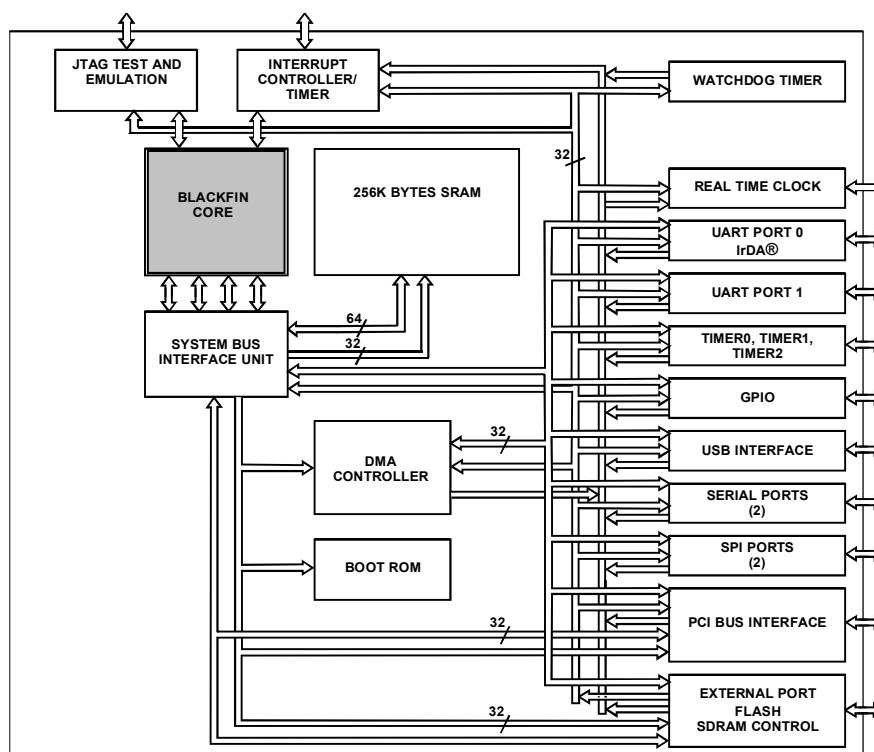 JTAG TEST AND
EMULATION
INTERRUPT
CONTROLLER/
TIMER
WATCHDOG TIMER
32
BLACKFIN
CORE
256K BYTES SRAM
REAL TIME CLOCK
UART PORT 0
IrDA®
UART PORT 1
64
SYSTEM BUS
INTERFACE UNIT
32
TIMER0, TIMER1,
TIMER2
GPIO
32
DMA
CONTROLLER
USB INTERFACE
SERIAL PORTS
(2)
SPI PORTS
(2)
BOOT ROM
32
PCI BUS INTERFACE
32
EXTERNAL PORT
FLASH
SDRAM CONTROL